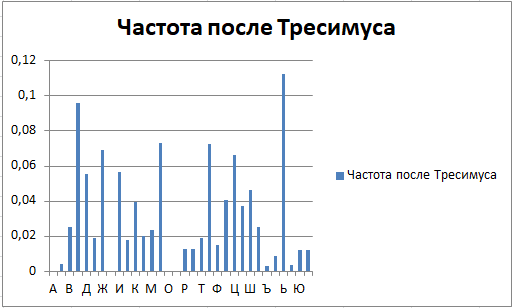 Частота после Тресимуса
0,12
0,1
0,08
0,06
0,04
0,02
0
А В Д Ж И К М О Р Т Ф Ц Ш Ъ Ь Ю
Частота после Тресимуса